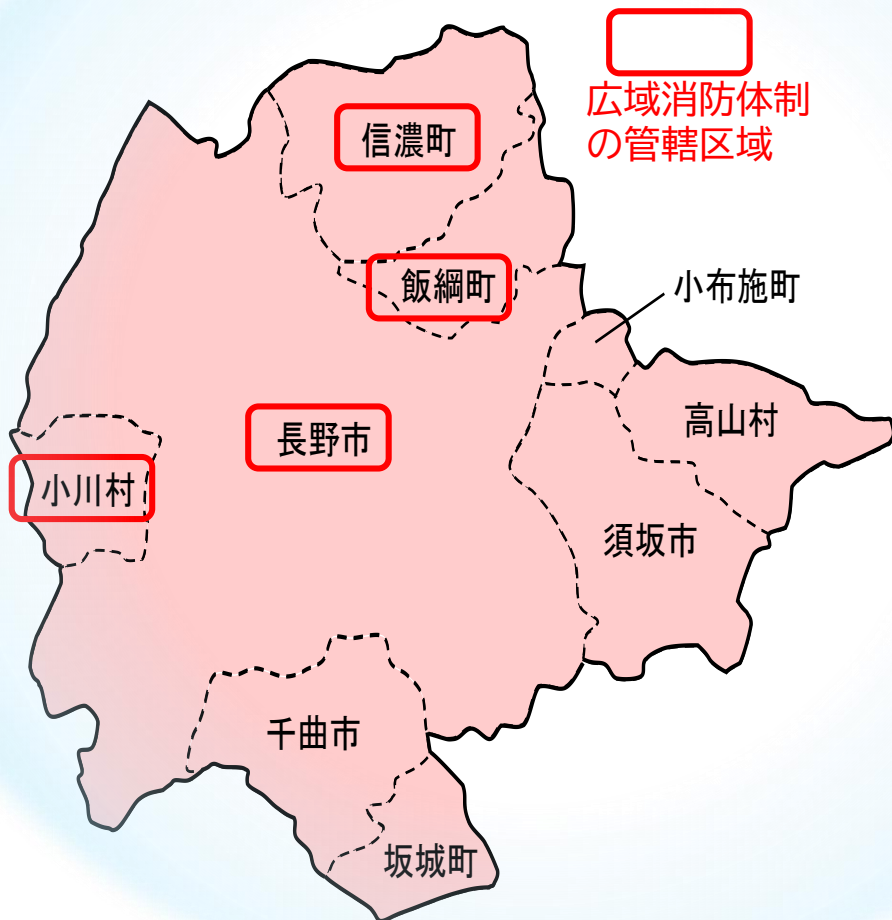 広域消防体制
の管轄区域
信濃町
飯綱町
小布施町
高山村
長野市
小川村
須坂市
千曲市
坂城町